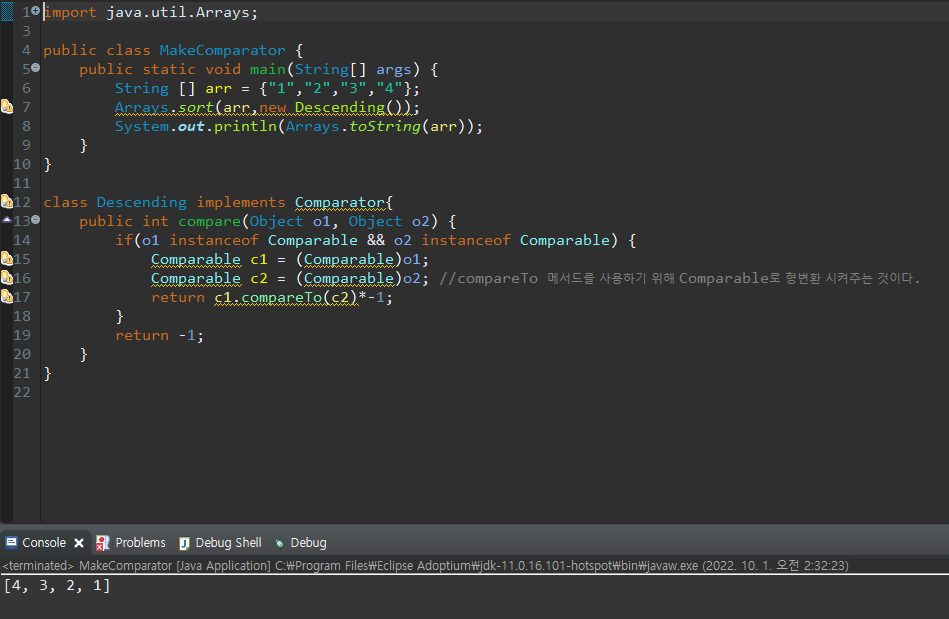 1 import java.util.Arrays;
3
4 public class MakeComparator {
5     public static void main(String[] args) {
6         String [] arr = {"1","2","3","4"};
7         Arrays.sort(arr,new Descending());
8         System.out.println(Arrays.toString(arr));
9     }
10 }
11
12 class Descending implements Comparator{
13     public int compare(Object o1, Object o2) {
14         if(o1 instanceof Comparable && o2 instanceof Comparable) {
15             Comparable c1 = (Comparable)o1;
16             Comparable c2 = (Comparable)o2; //compareTo 메서드를 사용하기 위해 Comparable로 형변환 시켜주는 것이다.
17             return c1.compareTo(c2)*-1;
18         }
19         return -1;
20     }
21 }
22
Console Problems Debug Shell Debug
<terminated> MakeComparator [Java Application] C:₩Program Files₩Eclipse Adoptium₩jdk-11.0.16.101-hotspot₩bin₩javaw.exe (2022. 10. 1. 오전 2:32:23)
[4, 3, 2, 1]